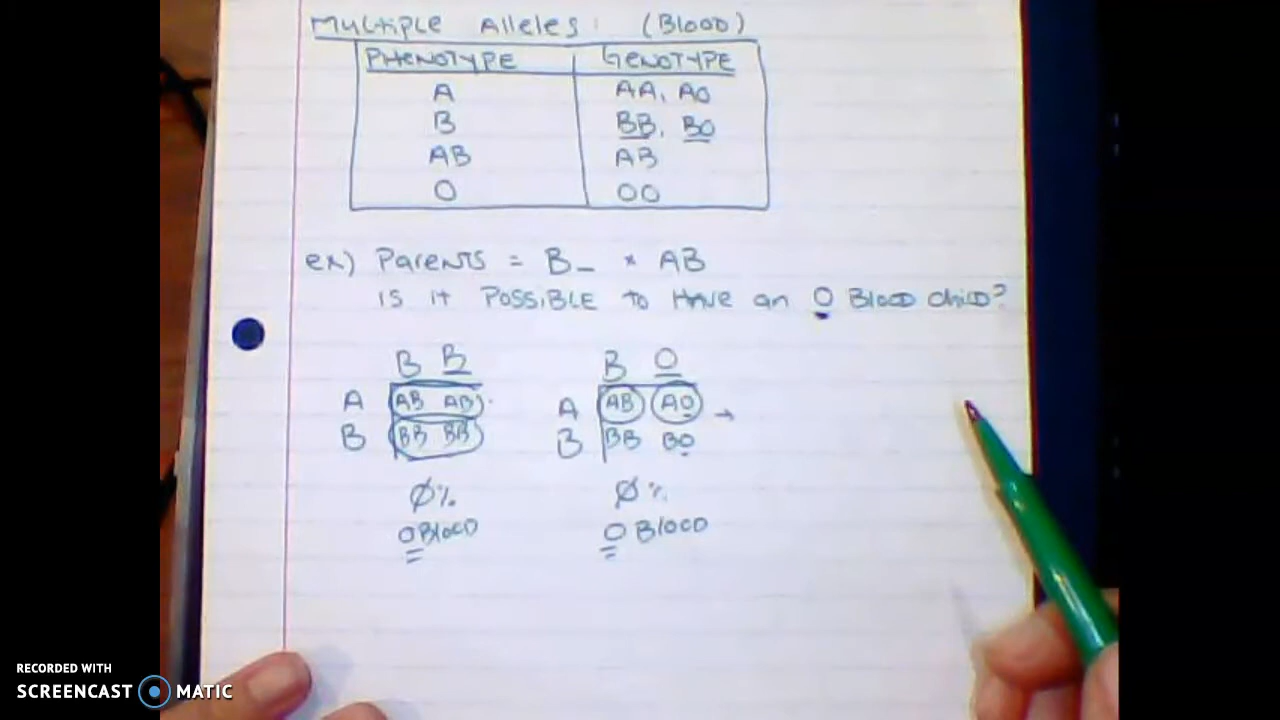 Multiple Alleles: (Blood)
PHENOTYPE GENOTYPE
A AA, AO
B BB, BO
AB AB
O OO
ex) Parents = B_ * AB
is it Possible to Have an O Blood child?
B B B O
A AB AB A AB AO →
B BB BB B BB BO
0% 0%
O Blood O Blood
RECORDED WITH
SCREENCAST MATIC